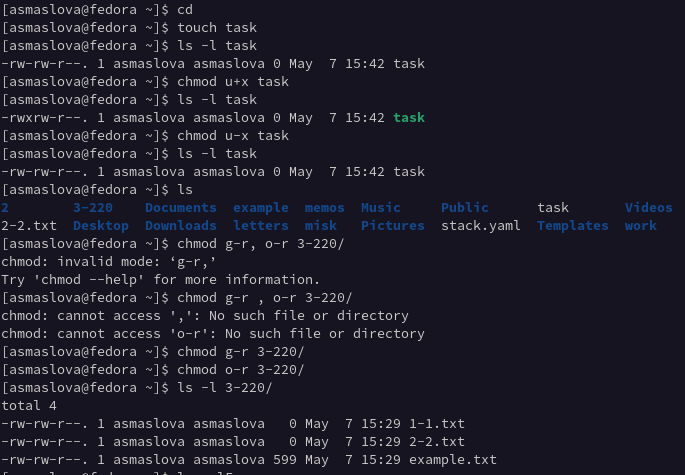 [asmaslova@fedora ~]$ cd
[asmaslova@fedora ~]$ touch task
[asmaslova@fedora ~]$ ls -l task
-rw-rw-r--. 1 asmaslova asmaslova 0 May  7 15:42 task
[asmaslova@fedora ~]$ chmod u+x task
[asmaslova@fedora ~]$ ls -l task
-rwxrw-r--. 1 asmaslova asmaslova 0 May  7 15:42 task
[asmaslova@fedora ~]$ chmod u-x task
[asmaslova@fedora ~]$ ls -l task
-rw-rw-r--. 1 asmaslova asmaslova 0 May  7 15:42 task
[asmaslova@fedora ~]$ ls
2        3-220    Documents  example  memos  Music     Public     task       Videos
2-2.txt  Desktop  Downloads  letters  misk   Pictures  stack.yaml  Templates  work
[asmaslova@fedora ~]$ chmod g-r, o-r 3-220/
chmod: invalid mode: ‘g-r,’
Try 'chmod --help' for more information.
[asmaslova@fedora ~]$ chmod g-r , o-r 3-220/
chmod: cannot access ',': No such file or directory
chmod: cannot access 'o-r': No such file or directory
[asmaslova@fedora ~]$ chmod g-r 3-220/
[asmaslova@fedora ~]$ chmod o-r 3-220/
[asmaslova@fedora ~]$ ls -l 3-220/
total 4
-rw-rw-r--. 1 asmaslova asmaslova   0 May  7 15:29 1-1.txt
-rw-rw-r--. 1 asmaslova asmaslova   0 May  7 15:29 2-2.txt
-rw-rw-r--. 1 asmaslova asmaslova 599 May  7 15:29 example.txt